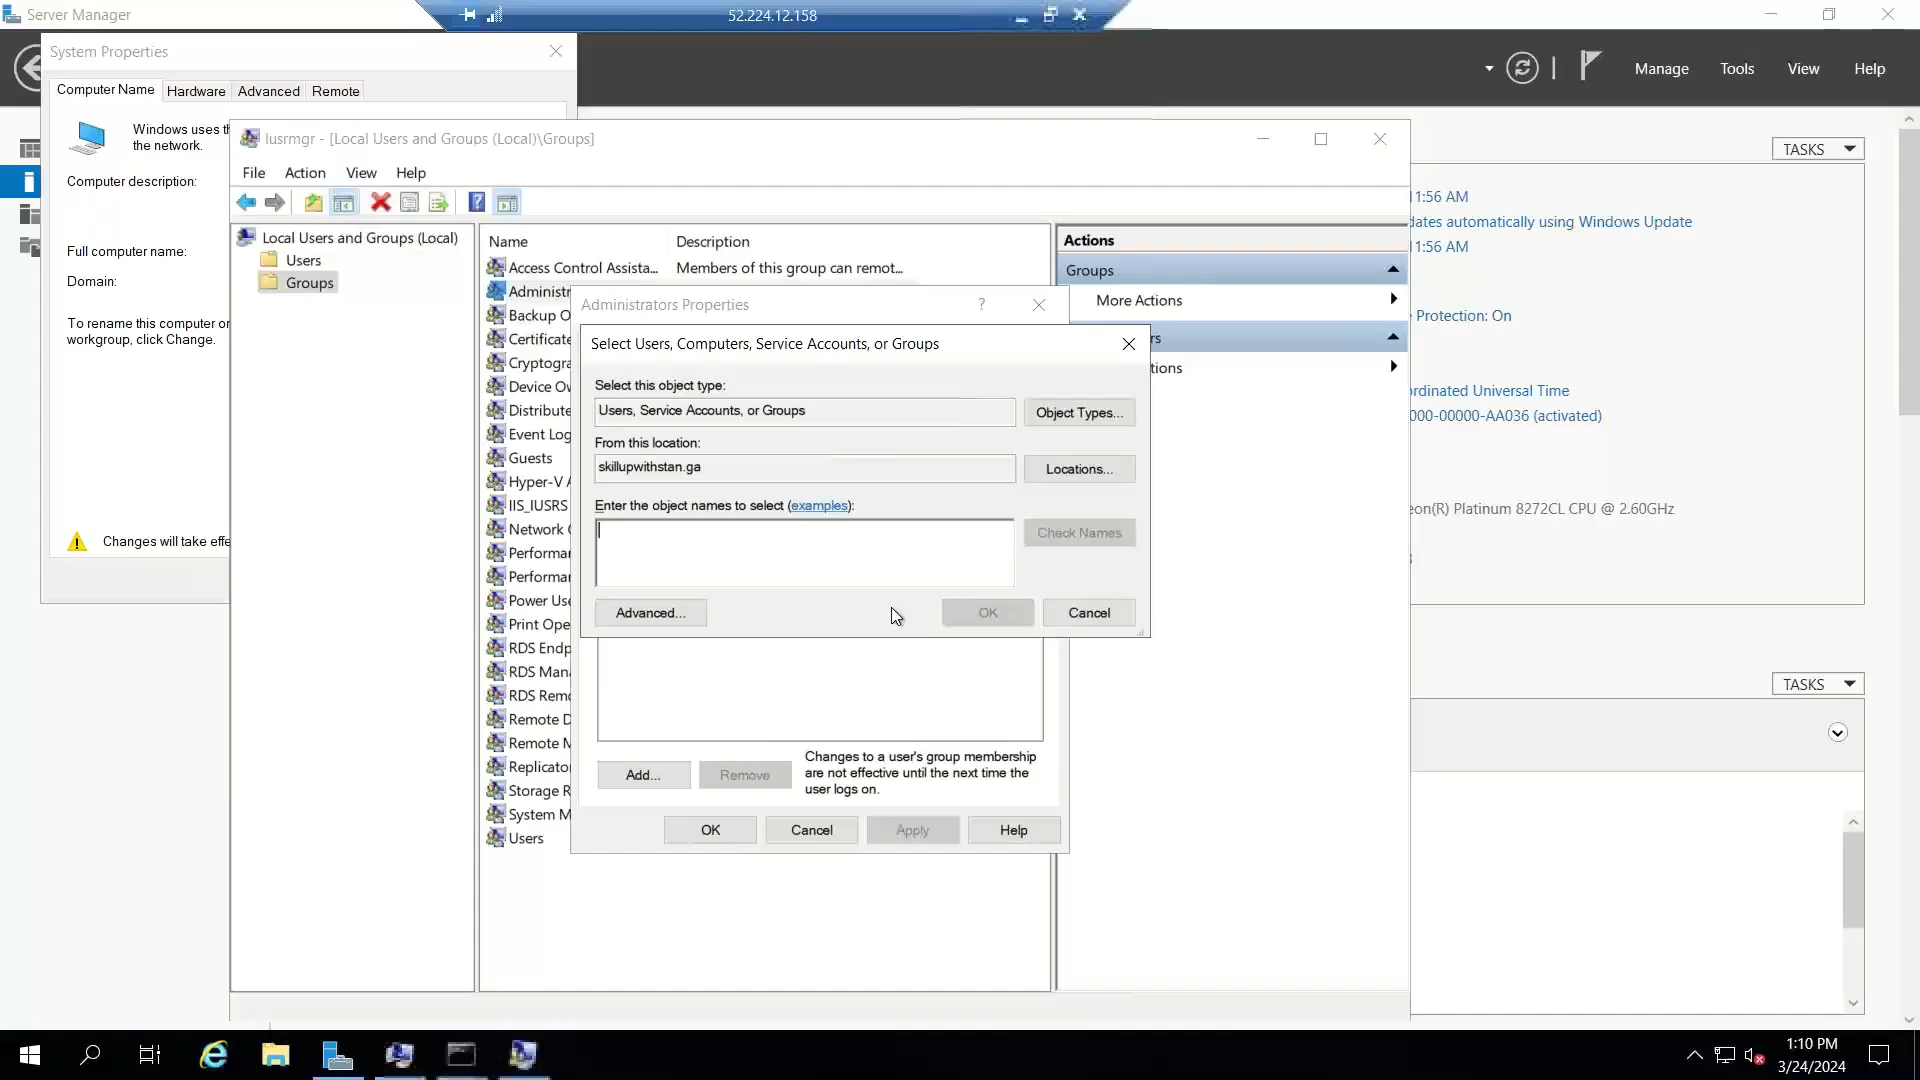 Server Manager
52.224.12.158
Manage
Tools
View
Help
System Properties
Computer Name
Hardware
Advanced
Remote
Windows uses
the network.
Computer description:
Full computer name:
Domain:
To rename this computer or
workgroup, click Change.
Changes will take
lusrmgr - [Local Users and Groups (Local)\Groups]
File
Action
View
Help
Local Users and Groups (Local)
Users
Groups
Name
Description
Access Control Assista...
Members of this group can remot...
Administr
Backup O
Certificate
Cryptogra
Device Ow
Distribute
Event Log
Guests
Hyper-V A
IIS_IUSRS
Network
Performa
Performa
Power Use
Print Ope
RDS Endp
RDS Mana
RDS Remo
Remote D
Remote M
Replicato
Storage R
System M
Users
Actions
Groups
More Actions
rs
tions
Administrators Properties
?
Select Users, Computers, Service Accounts, or Groups
Select this object type:
Users, Service Accounts, or Groups
Object Types...
From this location:
skillupwithstan.ga
Locations...
Enter the object names to select (examples):
Check Names
Advanced...
OK
Cancel
Add...
Remove
Changes to a user's group membership
are not effective until the next time the
user logs on.
OK
Cancel
Apply
Help
TASKS
1:56 AM
dates automatically using Windows Update
1:56 AM
Protection: On
rdinated Universal Time
000-00000-AA036 (activated)
eon(R) Platinum 8272CL CPU @ 2.60GHz
TASKS
1:10 PM
3/24/2024